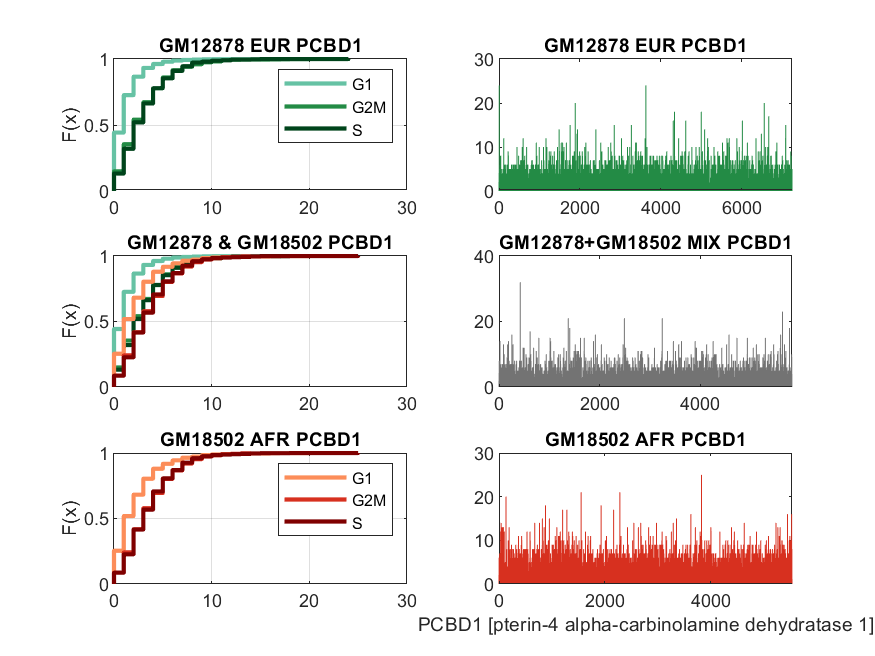 GM12878 EUR PCBD1
F(x)
1
0.5
0
0
10
20
30
G1
G2M
S
GM12878 EUR PCBD1
30
20
10
0
0
2000
4000
6000
GM12878 & GM18502 PCBD1
F(x)
1
0.5
0
0
10
20
30
GM12878+GM18502 MIX PCBD1
40
20
0
0
2000
4000
GM18502 AFR PCBD1
F(x)
1
0.5
0
0
10
20
30
G1
G2M
S
GM18502 AFR PCBD1
30
20
10
0
0
2000
4000
PCBD1 [pterin-4 alpha-carbinolamine dehydratase 1]